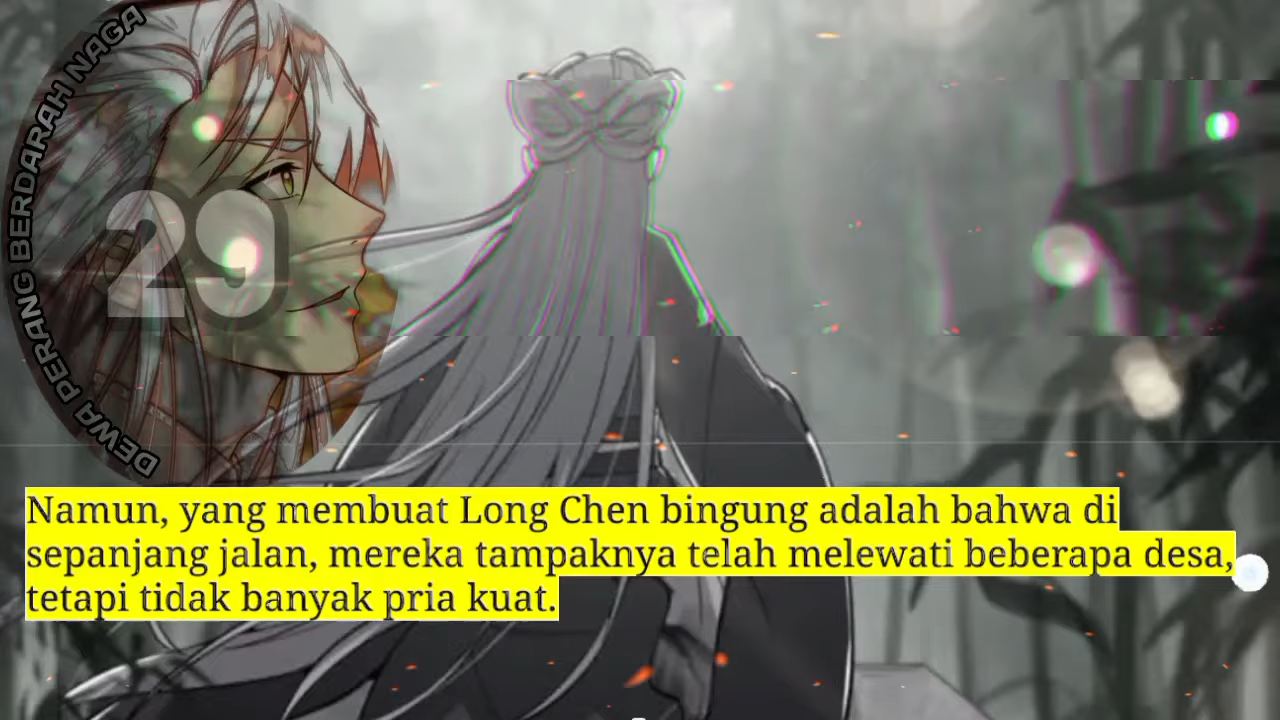 DEWA PERANG BERDARAH NAGA
29
Namun, yang membuat Long Chen bingung adalah bahwa di
sepanjang jalan, mereka tampaknya telah melewati beberapa desa,
tetapi tidak banyak pria kuat.